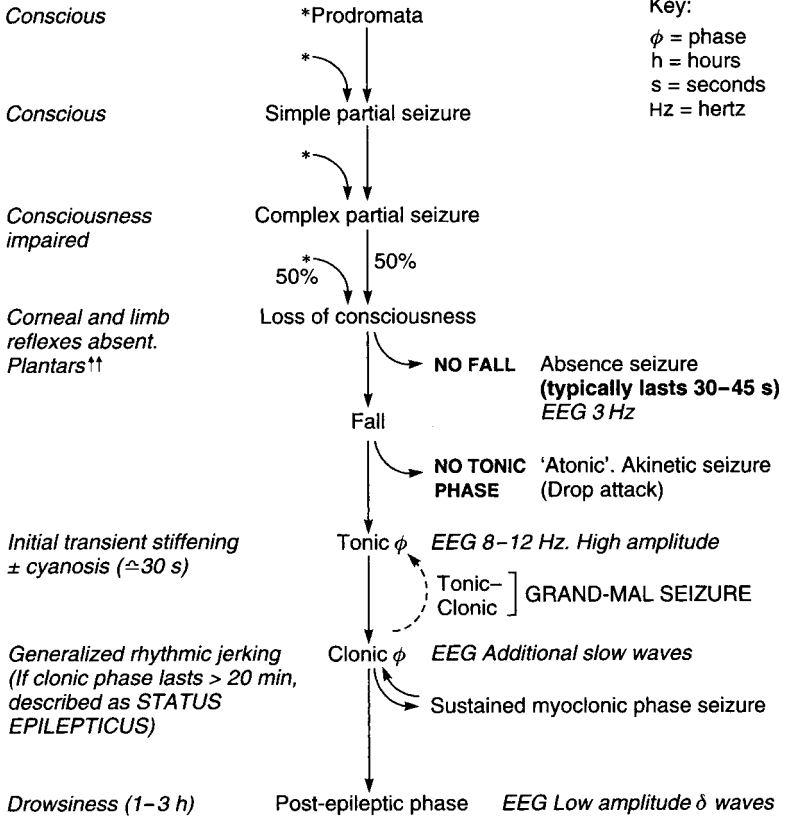 Conscious *Prodromata Key:
ϕ = phase
* h = hours
s = seconds
Conscious Simple partial seizure Hz = hertz
*
Consciousness Complex partial seizure
impaired
* 50%
50%
Corneal and limb Loss of consciousness
reflexes absent.
Plantars↑↑ NO FALL Absence seizure
(typically lasts 30–45 s)
EEG 3 Hz
Fall
NO TONIC 'Atonic'. Akinetic seizure
PHASE (Drop attack)
Initial transient stiffening Tonic ϕ EEG 8–12 Hz. High amplitude
± cyanosis (≏30 s)
Tonic–
Clonic ] GRAND-MAL SEIZURE
Generalized rhythmic jerking Clonic ϕ EEG Additional slow waves
(If clonic phase lasts > 20 min,
described as STATUS Sustained myoclonic phase seizure
EPILEPTICUS)
Drowsiness (1–3 h) Post-epileptic phase EEG Low amplitude δ waves